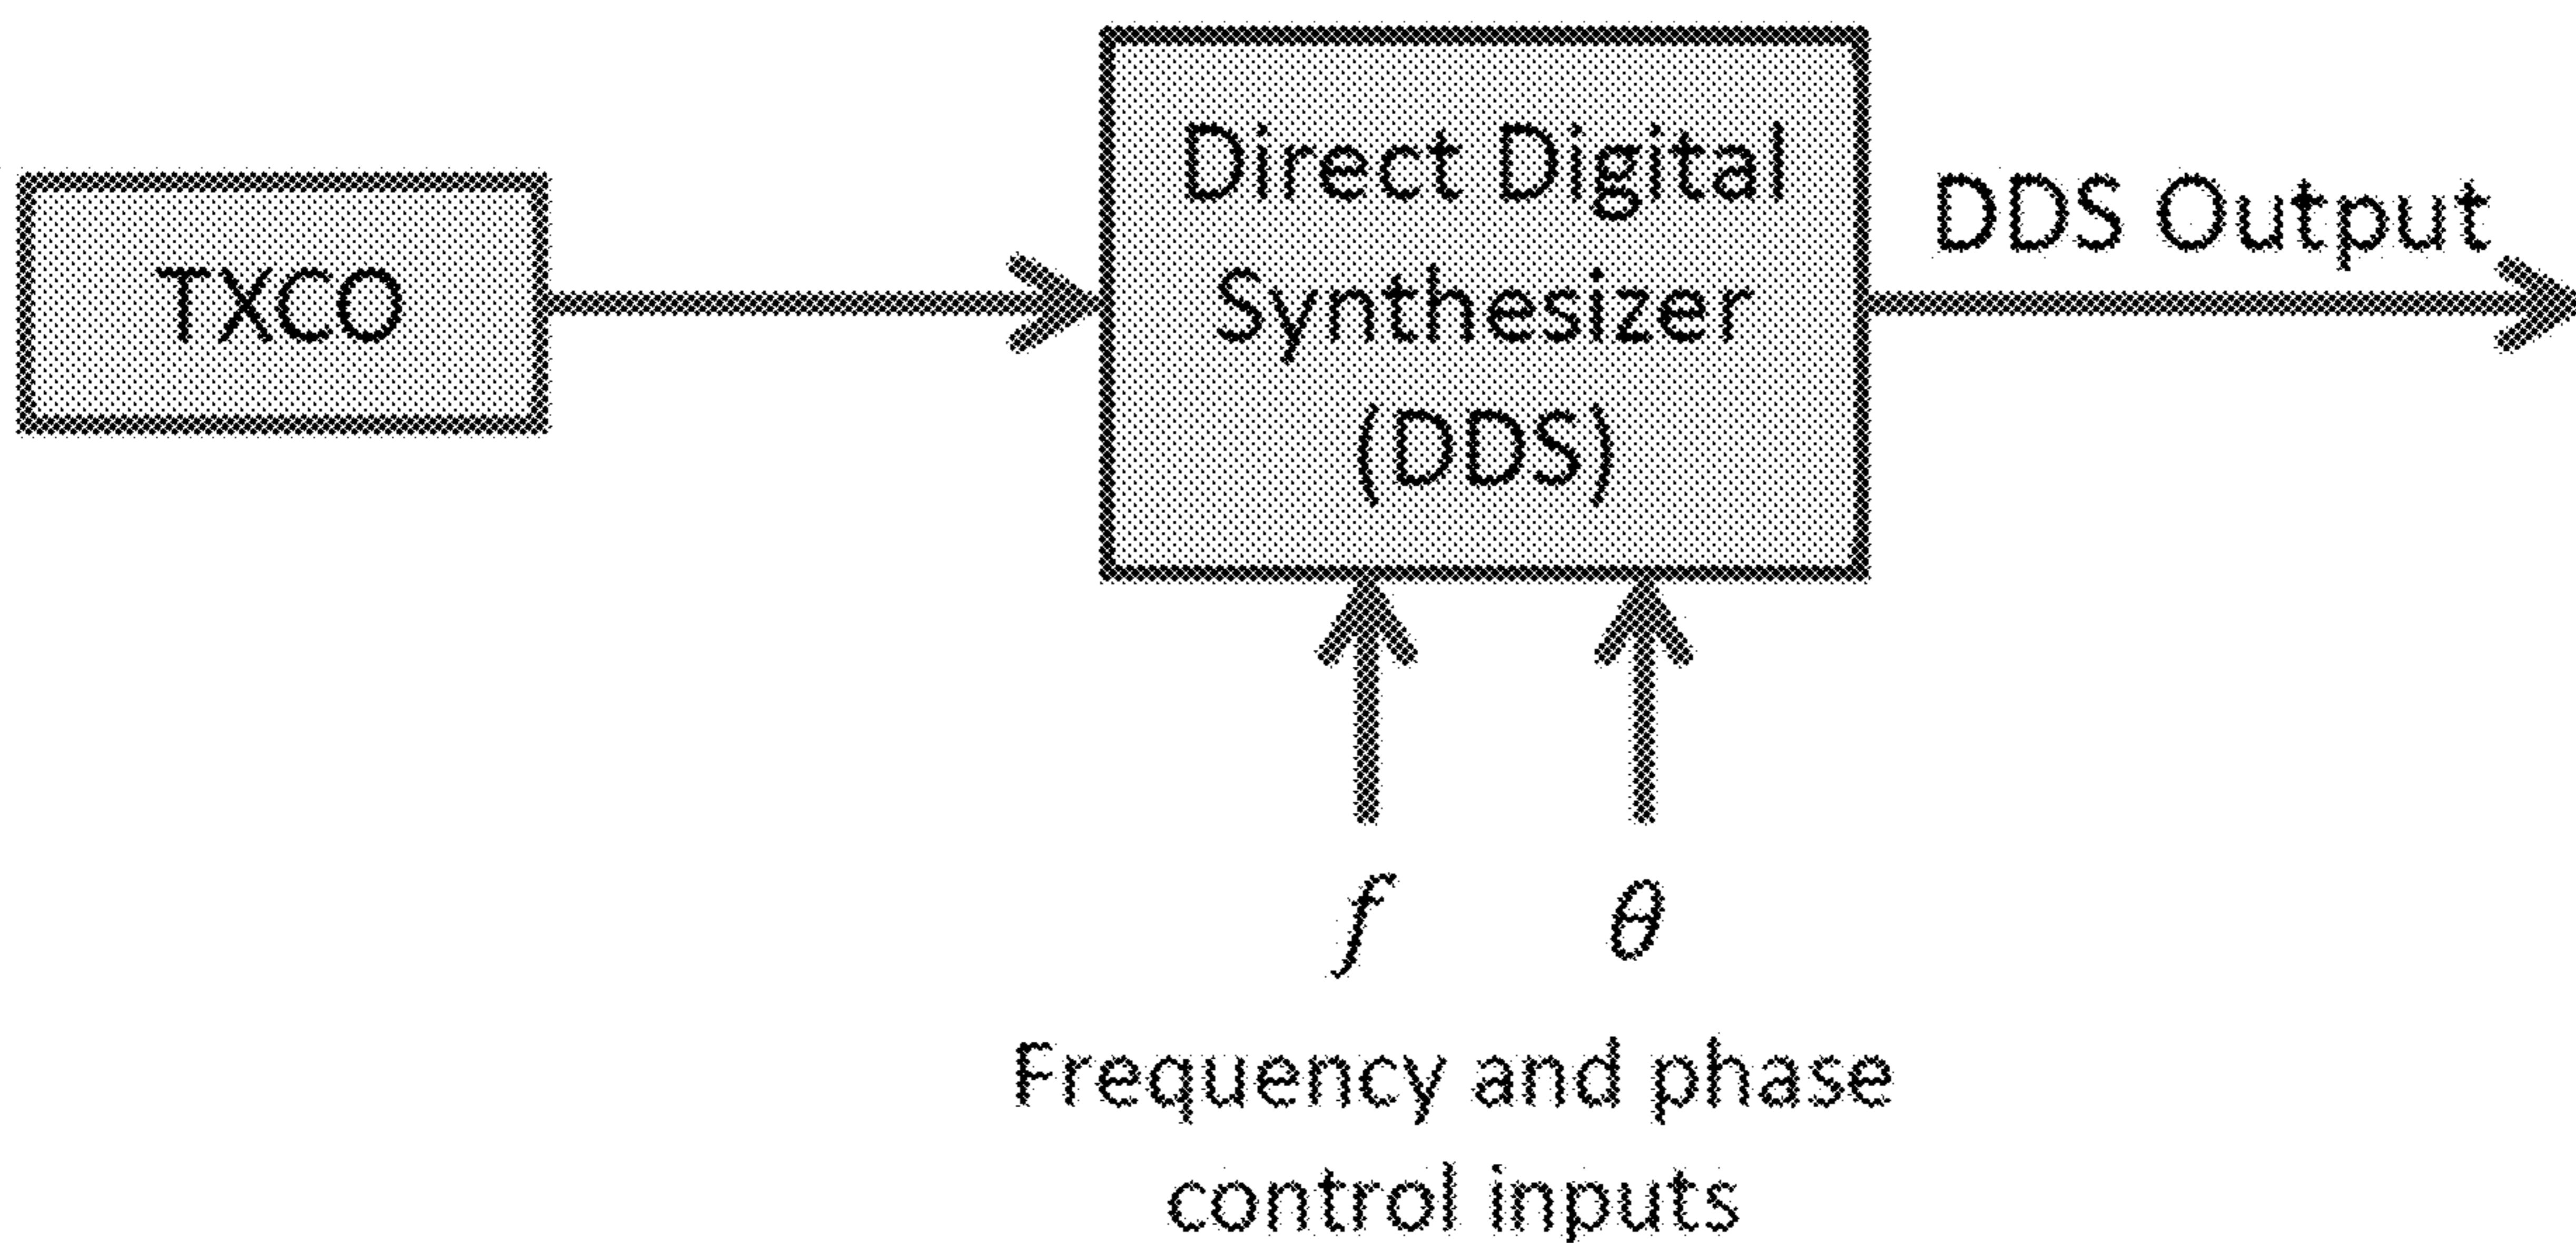 TXCO
Direct Digital
Synthesizer
(DDS)
DDS Output
f θ
Frequency and phase
control inputs